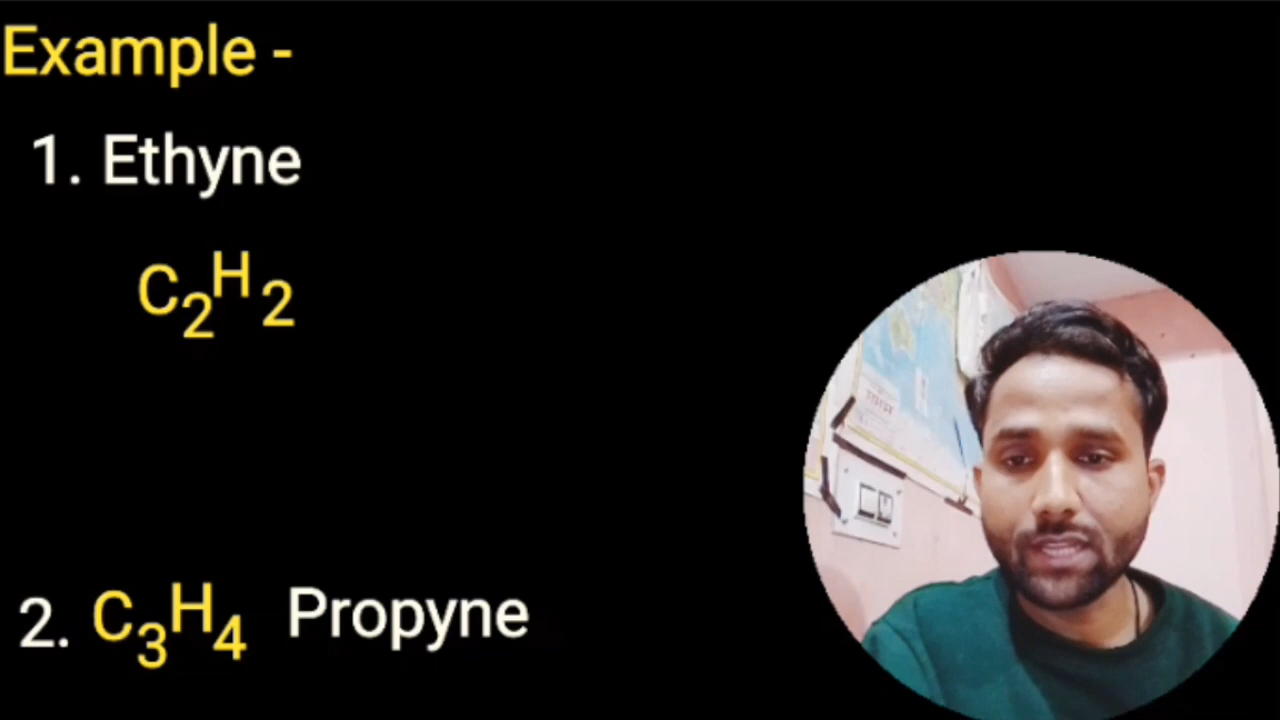 Example -
1. Ethyne
C₂H₂
2. C₃H₄ Propyne